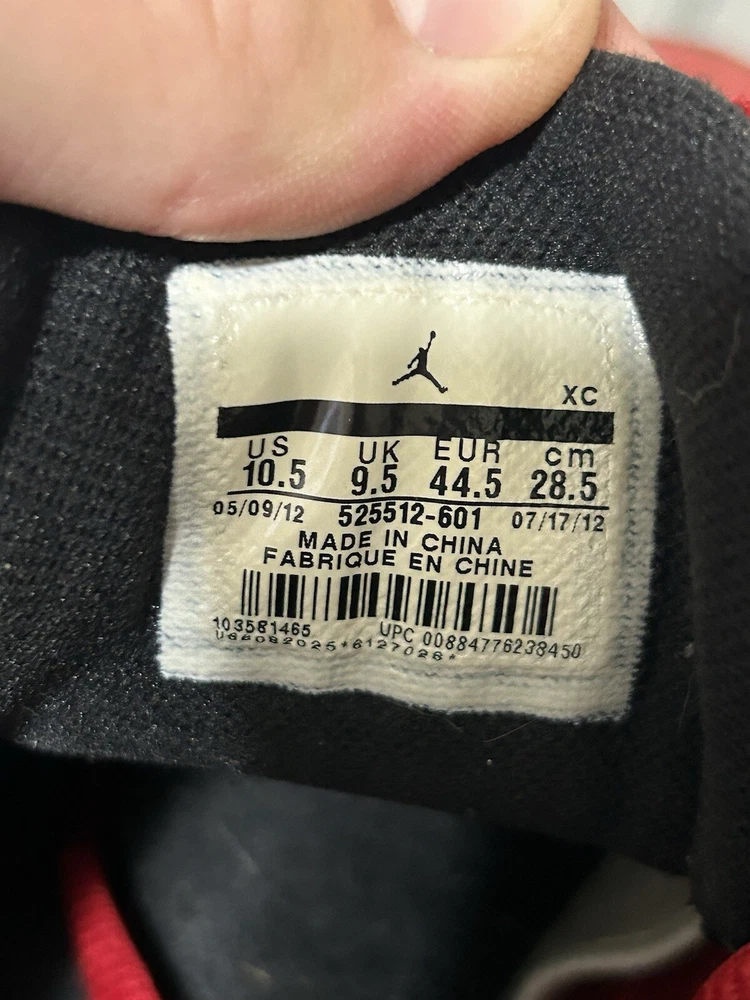 XC
US UK EUR cm
10.5 9.5 44.5 28.5
05/09/12 525512-601 07/17/12
MADE IN CHINA
FABRIQUE EN CHINE
103581465 UPC 00884776238450